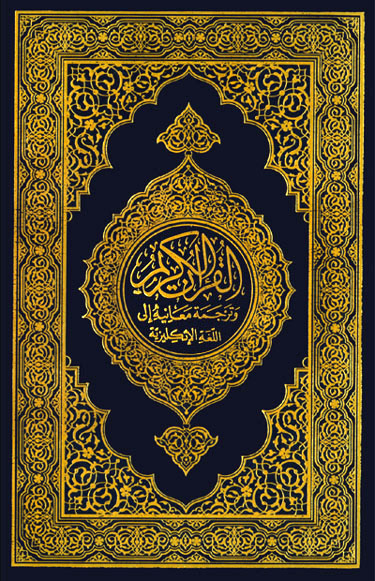 القرآن الكريم
وترجمة معانيه إلى
اللغة الإنكليزية